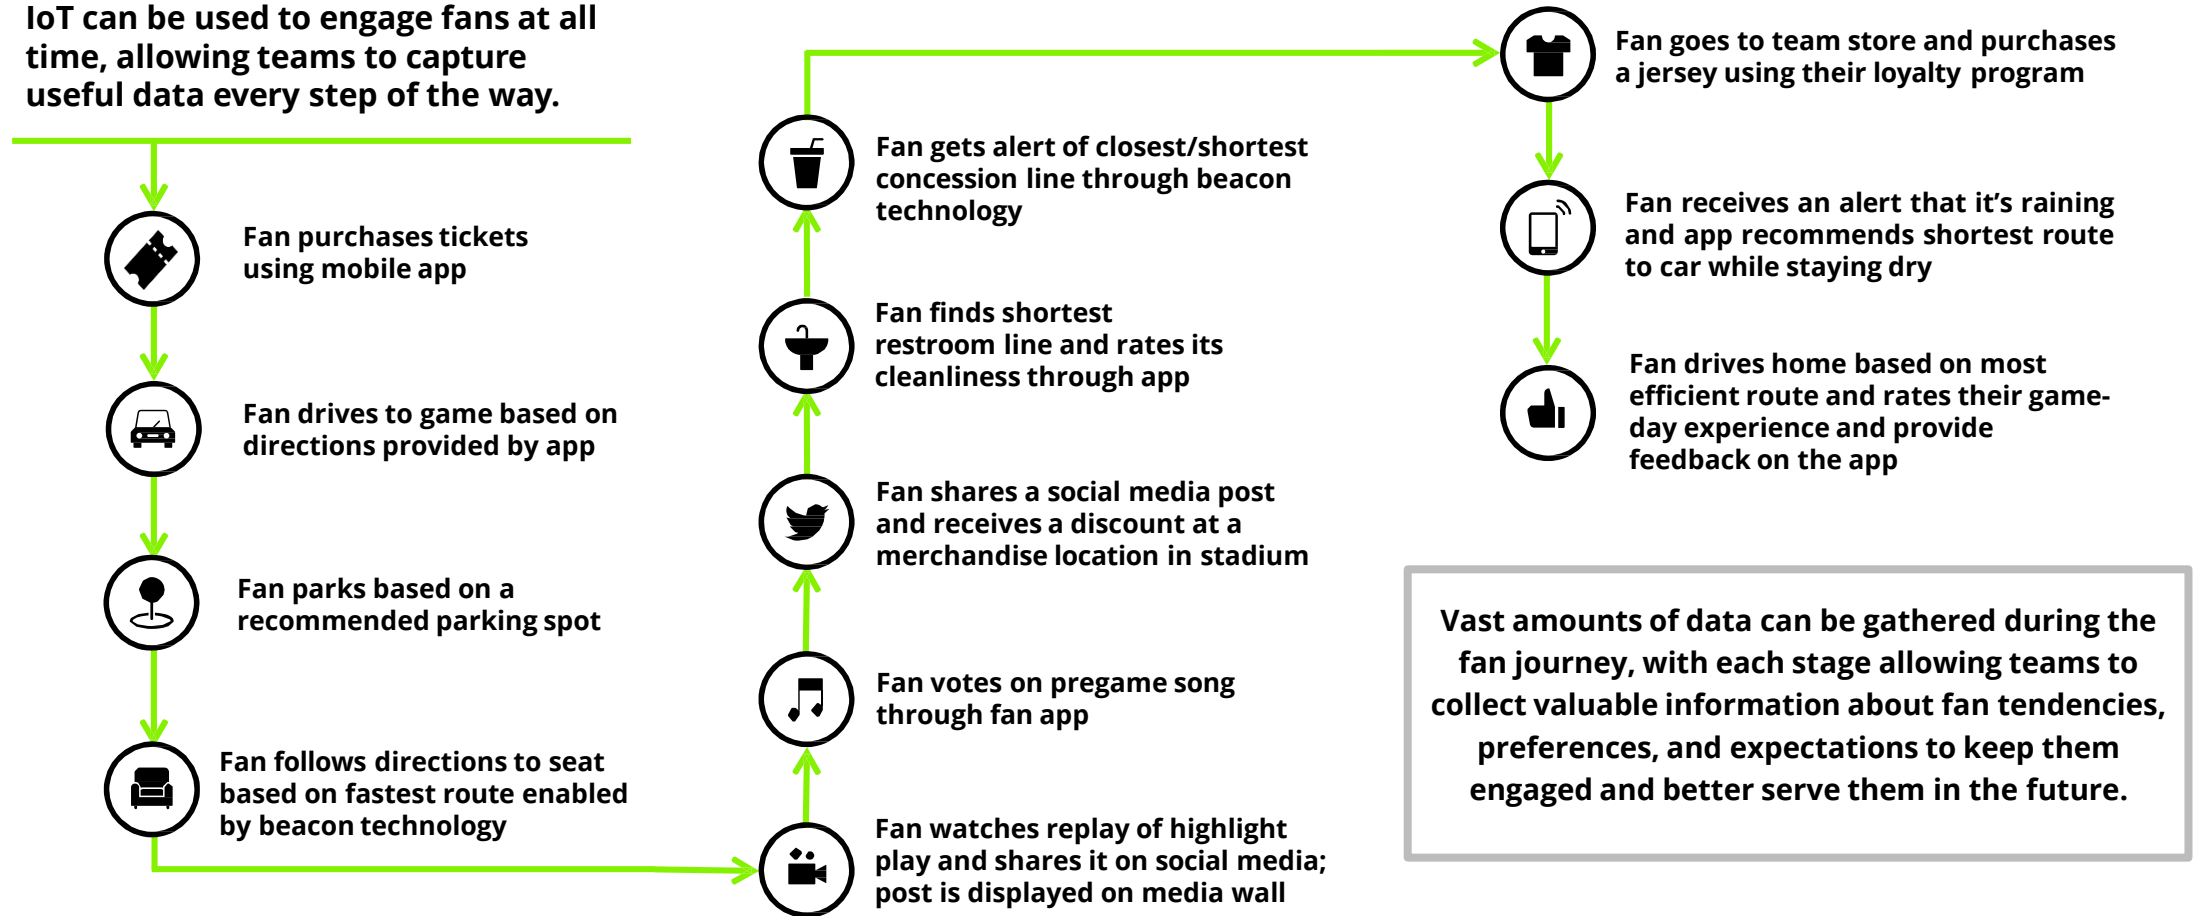 IoT can be used to engage fans at all
time, allowing teams to capture
useful data every step of the way.
Fan purchases tickets
using mobile app
Fan drives to game based on
directions provided by app
Fan parks based on a
recommended parking spot
Fan follows directions to seat
based on fastest route enabled
by beacon technology
Fan watches replay of highlight
play and shares it on social media;
post is displayed on media wall
Fan votes on pregame song
through fan app
Fan shares a social media post
and receives a discount at a
merchandise location in stadium
Fan finds shortest
restroom line and rates its
cleanliness through app
Fan gets alert of closest/shortest
concession line through beacon
technology
Fan goes to team store and purchases
a jersey using their loyalty program
Fan receives an alert that it’s raining
and app recommends shortest route
to car while staying dry
Fan drives home based on most
efficient route and rates their game-
day experience and provide
feedback on the app
Vast amounts of data can be gathered during the
fan journey, with each stage allowing teams to
collect valuable information about fan tendencies,
preferences, and expectations to keep them
engaged and better serve them in the future.